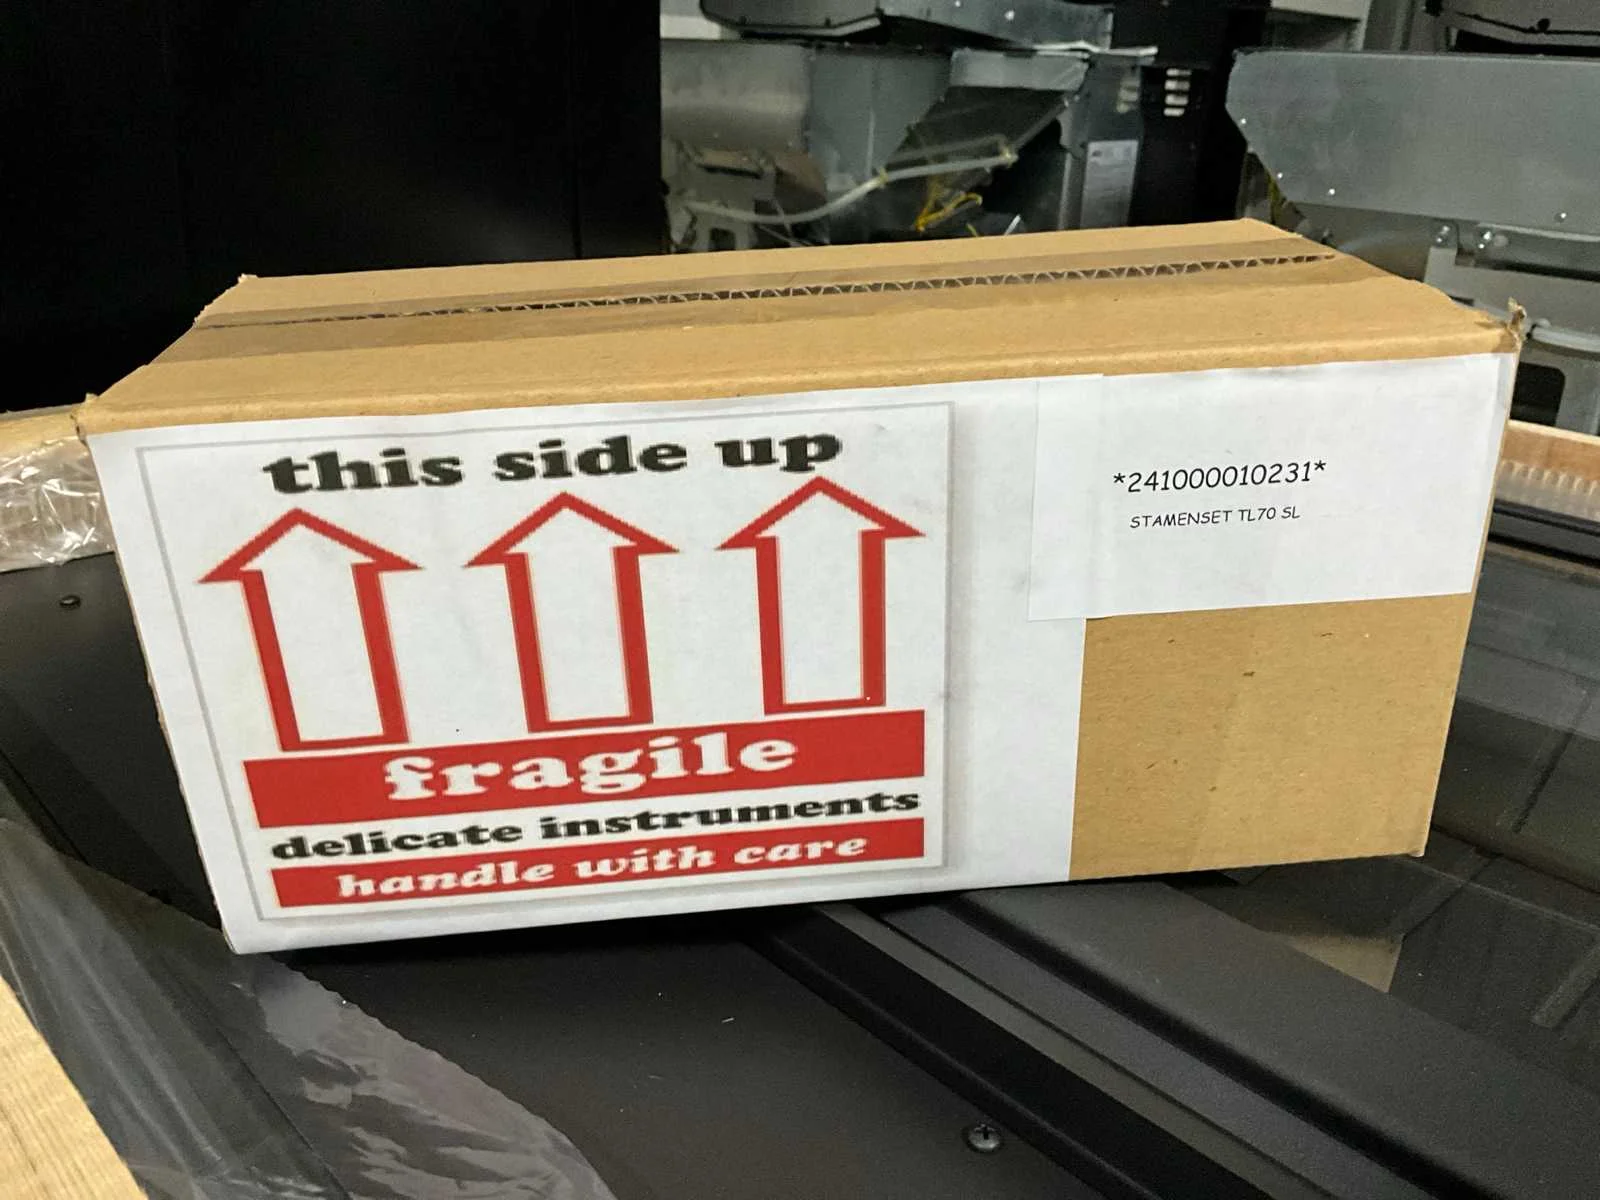 this side up
fragile
delicate instruments
handle with care
*241000010231*
STAMENSET TL70 SL